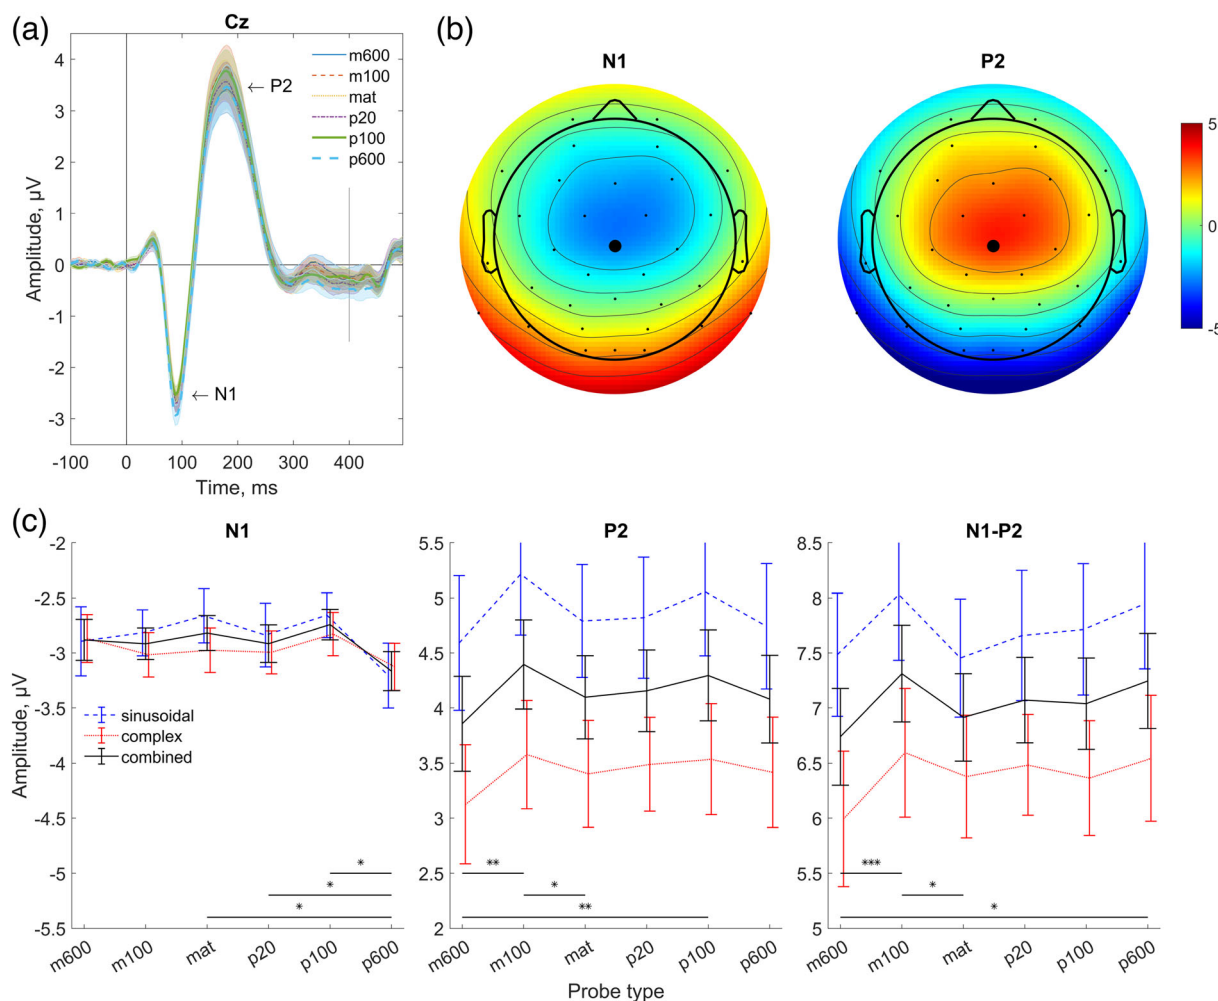 (a)
Cz
m600
m100
mat
p20
p100
p600
← P2
← N1
4
3
2
1
0
-1
-2
-3
Amplitude, µV
-100 0 100 200 300 400
Time, ms
(b)
N1
P2
5
0
-5
(c)
N1
-2
-2.5
-3
-3.5
-4
-4.5
-5
-5.5
Amplitude, µV
sinusoidal
complex
combined
*
*
*
m600 m100 mat p20 p100 p600
P2
5.5
5
4.5
4
3.5
3
2.5
2
**
*
**
m600 m100 mat p20 p100 p600
Probe type
N1-P2
8.5
8
7.5
7
6.5
6
5.5
5
***
*
*
m600 m100 mat p20 p100 p600